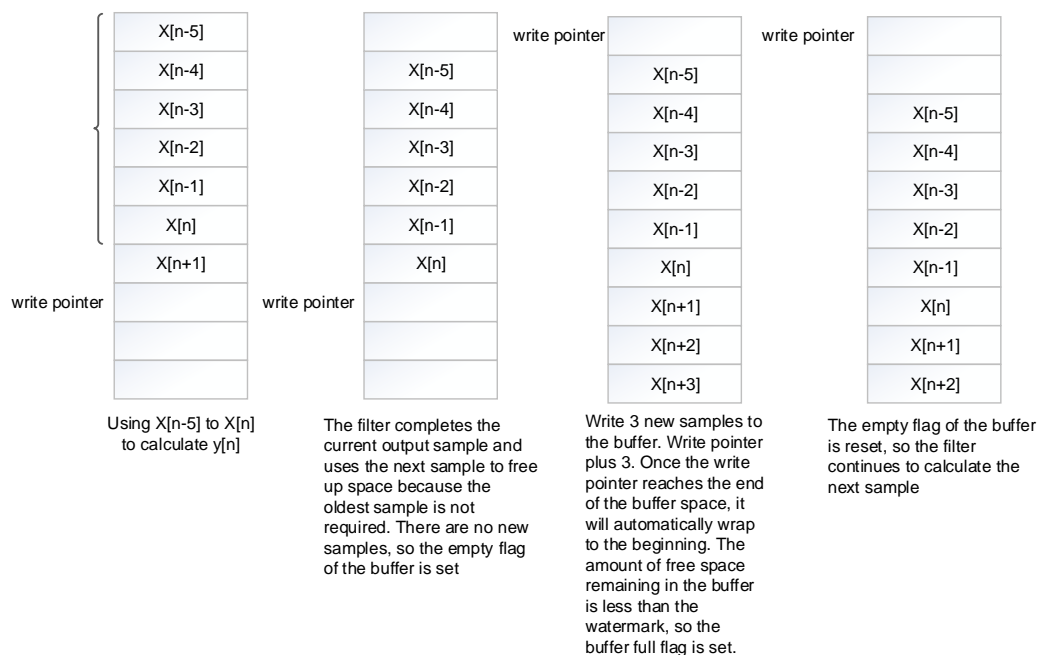 X[n-5]
X[n-4]
X[n-3]
X[n-2]
X[n-1]
X[n]
X[n+1]
write pointer
Using X[n-5] to X[n]
to calculate y[n]
X[n-5]
X[n-4]
X[n-3]
X[n-2]
X[n-1]
X[n]
write pointer
The filter completes the
current output sample and
uses the next sample to free
up space because the
oldest sample is not
required. There are no new
samples, so the empty flag
of the buffer is set
write pointer
X[n-5]
X[n-4]
X[n-3]
X[n-2]
X[n-1]
X[n]
X[n+1]
X[n+2]
X[n+3]
Write 3 new samples to
the buffer. Write pointer
plus 3. Once the write
pointer reaches the end
of the buffer space, it
will automatically wrap
to the beginning. The
amount of free space
remaining in the buffer
is less than the
watermark, so the
buffer full flag is set.
write pointer
X[n-5]
X[n-4]
X[n-3]
X[n-2]
X[n-1]
X[n]
X[n+1]
X[n+2]
The empty flag of the buffer
is reset, so the filter
continues to calculate the
next sample